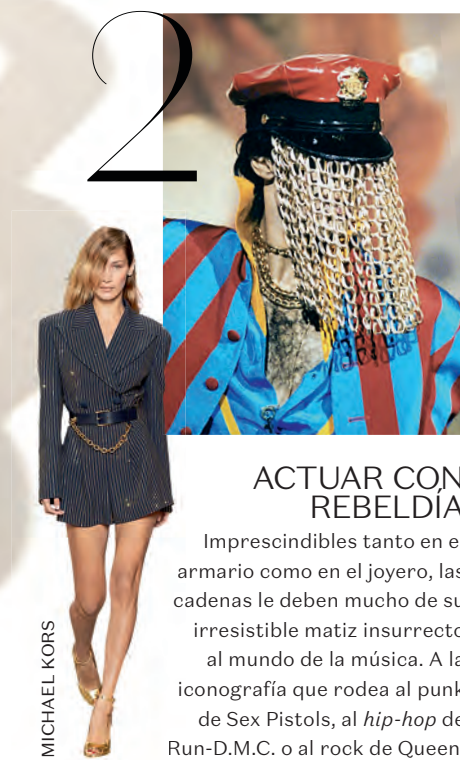 2
ACTUAR CON
REBELDÍA
Imprescindibles tanto en e
armario como en el joyero, las
cadenas le deben mucho de su
irresistible matiz insurrecto
al mundo de la música. A la
iconografía que rodea al punk
de Sex Pistols, al hip-hop de
Run-D.M.C. o al rock de Queen
MICHAEL KORS